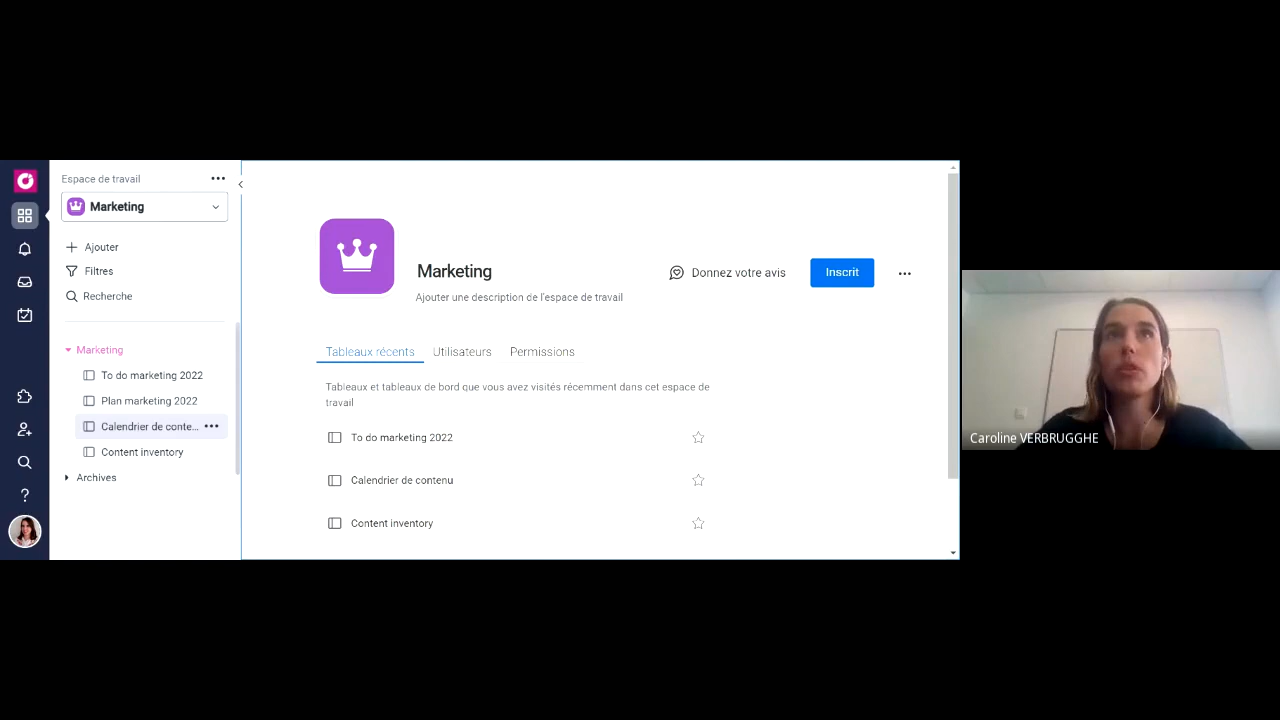 Espace de travail
Marketing
Ajouter
Filtres
Recherche
Marketing
To do marketing 2022
Plan marketing 2022
Calendrier de conte...
Content inventory
Archives
Marketing
Donnez votre avis
Inscrit
Ajouter une description de l'espace de travail
Tableaux récents
Utilisateurs
Permissions
Tableaux et tableaux de bord que vous avez visités récemment dans cet espace de
travail
To do marketing 2022
Calendrier de contenu
Content inventory
Caroline VERBRUGGHE